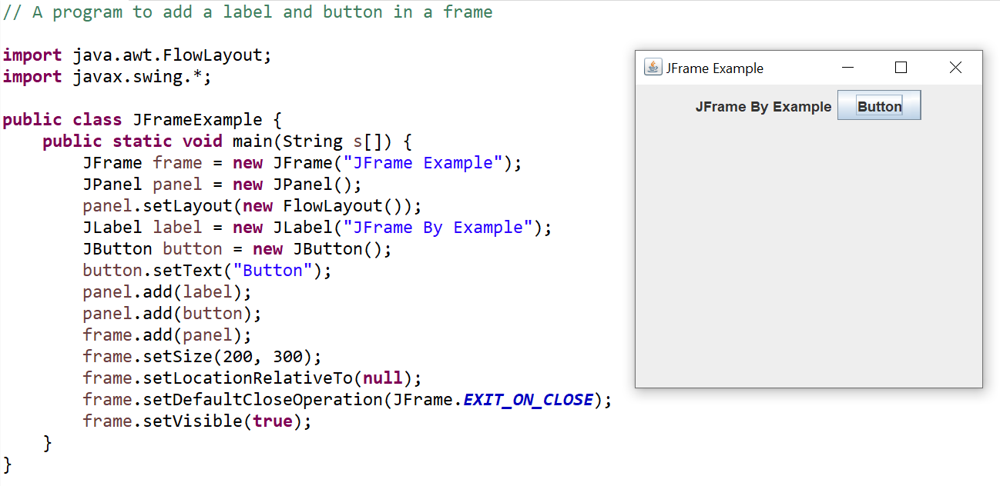 // A program to add a label and button in a frame
import java.awt.FlowLayout;
import javax.swing.*;
public class JFrameExample {
    public static void main(String s[]) {
        JFrame frame = new JFrame("JFrame Example");
        JPanel panel = new JPanel();
        panel.setLayout(new FlowLayout());
        JLabel label = new JLabel("JFrame By Example");
        JButton button = new JButton();
        button.setText("Button");
        panel.add(label);
        panel.add(button);
        frame.add(panel);
        frame.setSize(200, 300);
        frame.setLocationRelativeTo(null);
        frame.setDefaultCloseOperation(JFrame.EXIT_ON_CLOSE);
        frame.setVisible(true);
    }
}
JFrame Example
JFrame By Example Button